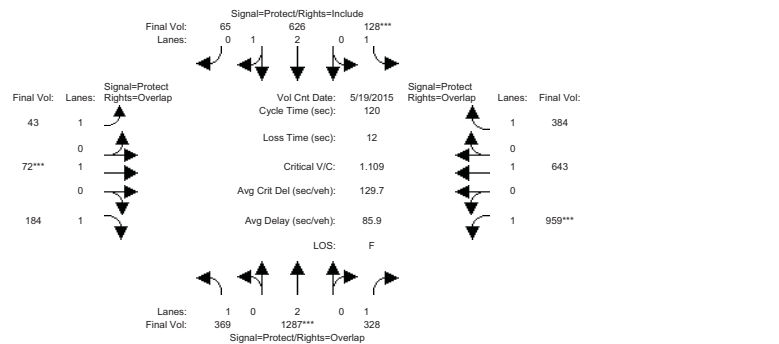 Signal=Protect/Rights=Include
Final Vol: 65 626 128***
Lanes: 0 1 2 0 1
Signal=Protect Signal=Protect
Final Vol: Lanes: Rights=Overlap Vol Cnt Date: 5/19/2015 Rights=Overlap Lanes: Final Vol:
Cycle Time (sec): 120
43 1 1 384
Loss Time (sec): 12
0 0
72*** 1 Critical V/C: 1.109 1 643
0 Avg Crit Del (sec/veh): 129.7 0
184 1 Avg Delay (sec/veh): 85.9 1 959***
LOS: F
Lanes: 1 0 2 0 1
Final Vol: 369 1287*** 328
Signal=Protect/Rights=Overlap